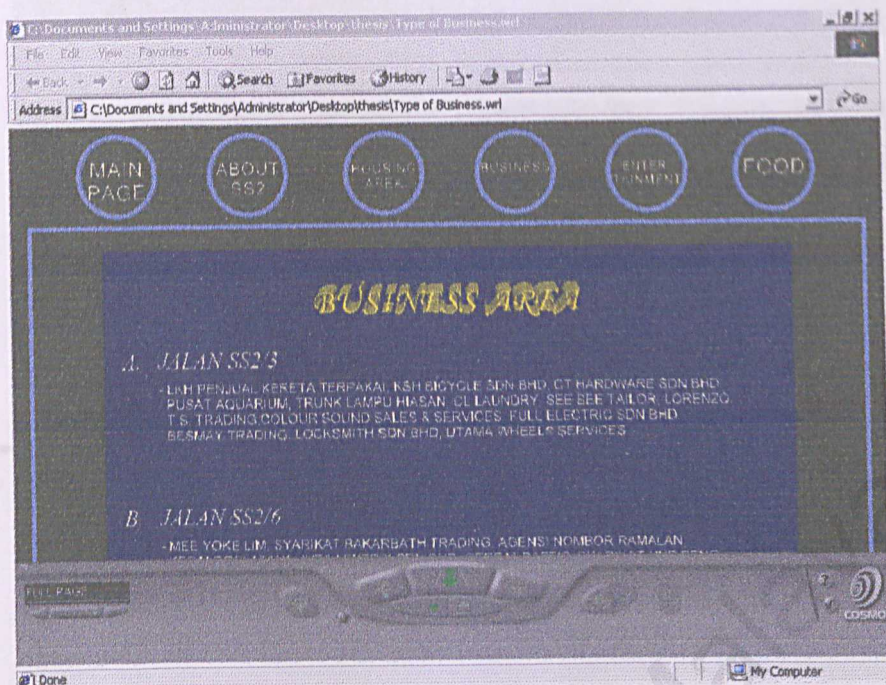 C:\Documents and Settings\Administrator\Desktop\thesis\Type of Business.wrl
File Edit View Favorites Tools Help
Back Search Favorites History
Address C:\Documents and Settings\Administrator\Desktop\thesis\Type of Business.wrl Go
MAIN PAGE
ABOUT SS2
HOUSING AREA
BUSINESS
ENTER TAINMENT
FOOD
BUSINESS AREA
A. JALAN SS2/3
- LKH PENJUAL KERETA TERPAKAI, KSH BICYCLE SDN BHD, CT HARDWARE SDN BHD
PUSAT AQUARIUM, TRUNK LAMPU HIASAN, CL LAUNDRY, SEE BEE TAILOR, LORENZO,
T.S. TRADING COLOUR SOUND SALES & SERVICES, FULL ELECTRIC SDN BHD
BESMAY TRADING, LOCKSMITH SDN BHD, UTAMA WHEELS SERVICES
B JALAN SS2/6
- MEE YOKE LIM, SYARIKAT BAKARBATH TRADING, AGENSI NOMBOR RAMALAN
FULL PAGE
COSMO
Done
My Computer